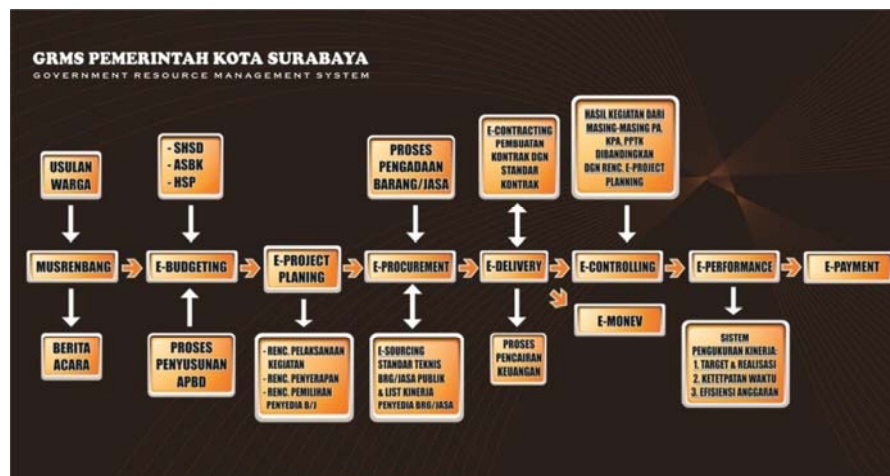 GRMS PEMERINTAH KOTA SURABAYA
GOVERNMENT RESOURCE MANAGEMENT SYSTEM
USULAN
WARGA
- SHSD
- ASBK
- HSP
PROSES
PENGADAAN
BARANG/JASA
E-CONTRACTING
PEMBUATAN
KONTRAK DGN
STANDAR
KONTRAK
HASIL KEGIATAN DARI
MASING-MASING PA,
KPA, PPTK
DIBANDINGKAN
DGN RENC. E-PROJECT
PLANNING
MUSRENBANG
E-BUDGETING
E-PROJECT
PLANING
E-PROCUREMENT
E-DELIVERY
E-CONTROLLING
E-PERFORMANCE
E-PAYMENT
E-MONEV
BERITA
ACARA
PROSES
PENYUSUNAN
APBD
- RENC. PELAKSANAAN
KEGIATAN
- RENC. PENYERAPAN
- RENC. PEMILIHAN
PENYEDIA B/J
E-SOURCING
STANDAR TEKNIS
BRG/JASA PUBLIK
& LIST KINERJA
PENYEDIA BRG/JASA
PROSES
PENCAIRAN
KEUANGAN
SISTEM
PENGUKURAN KINERJA:
1. TARGET & REALISASI
2. KETETPATAN WAKTU
3. EFISIENSI ANGGARAN